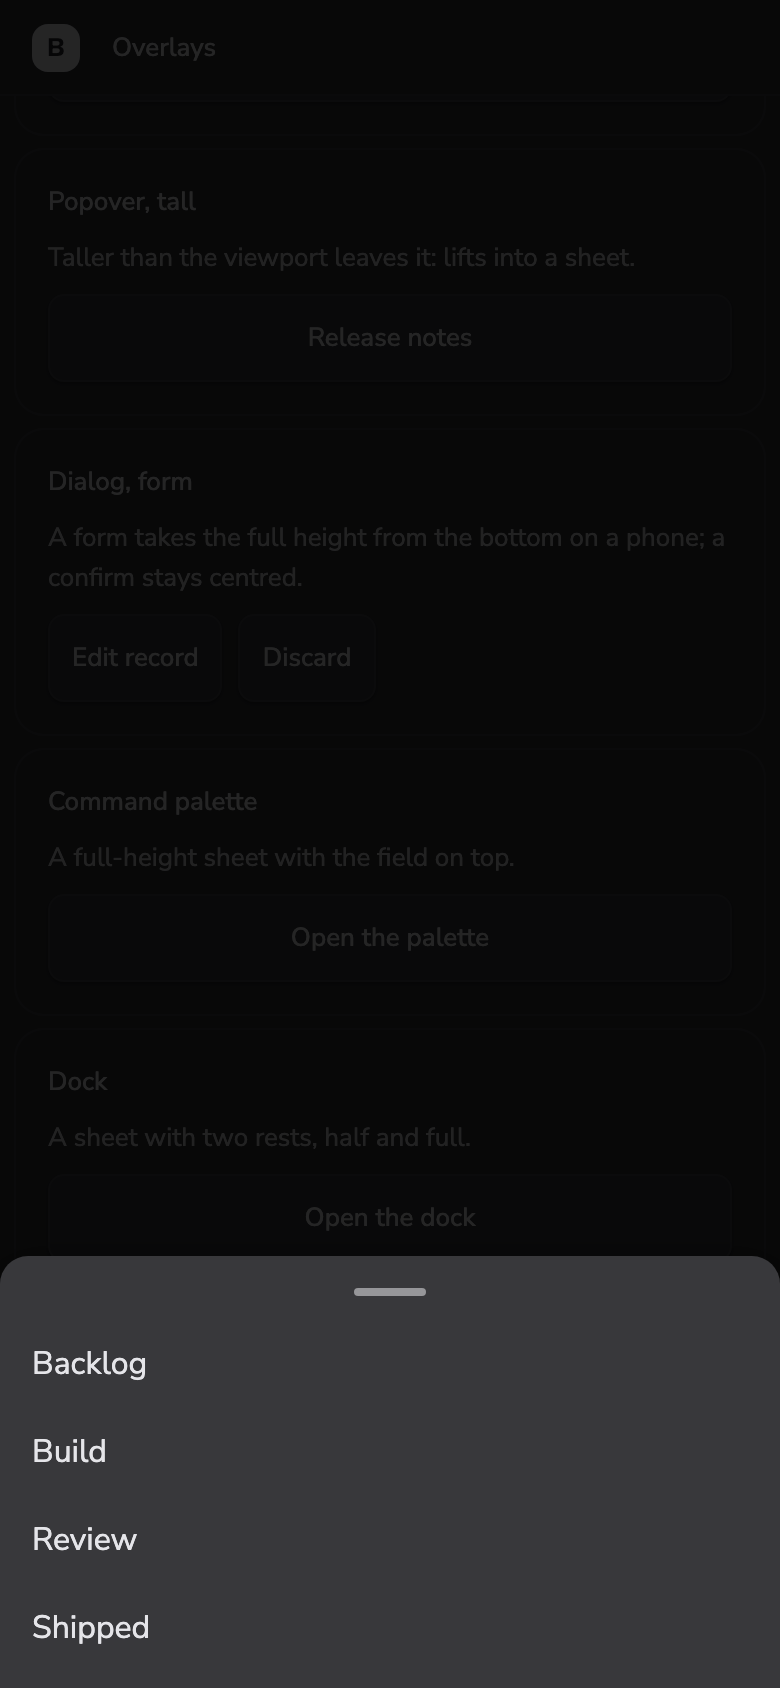 B Overlays
Popover, tall
Taller than the viewport leaves it: lifts into a sheet.
Release notes
Dialog, form
A form takes the full height from the bottom on a phone; a
confirm stays centred.
Edit record Discard
Command palette
A full-height sheet with the field on top.
Open the palette
Dock
A sheet with two rests, half and full.
Open the dock
Backlog
Build
Review
Shipped